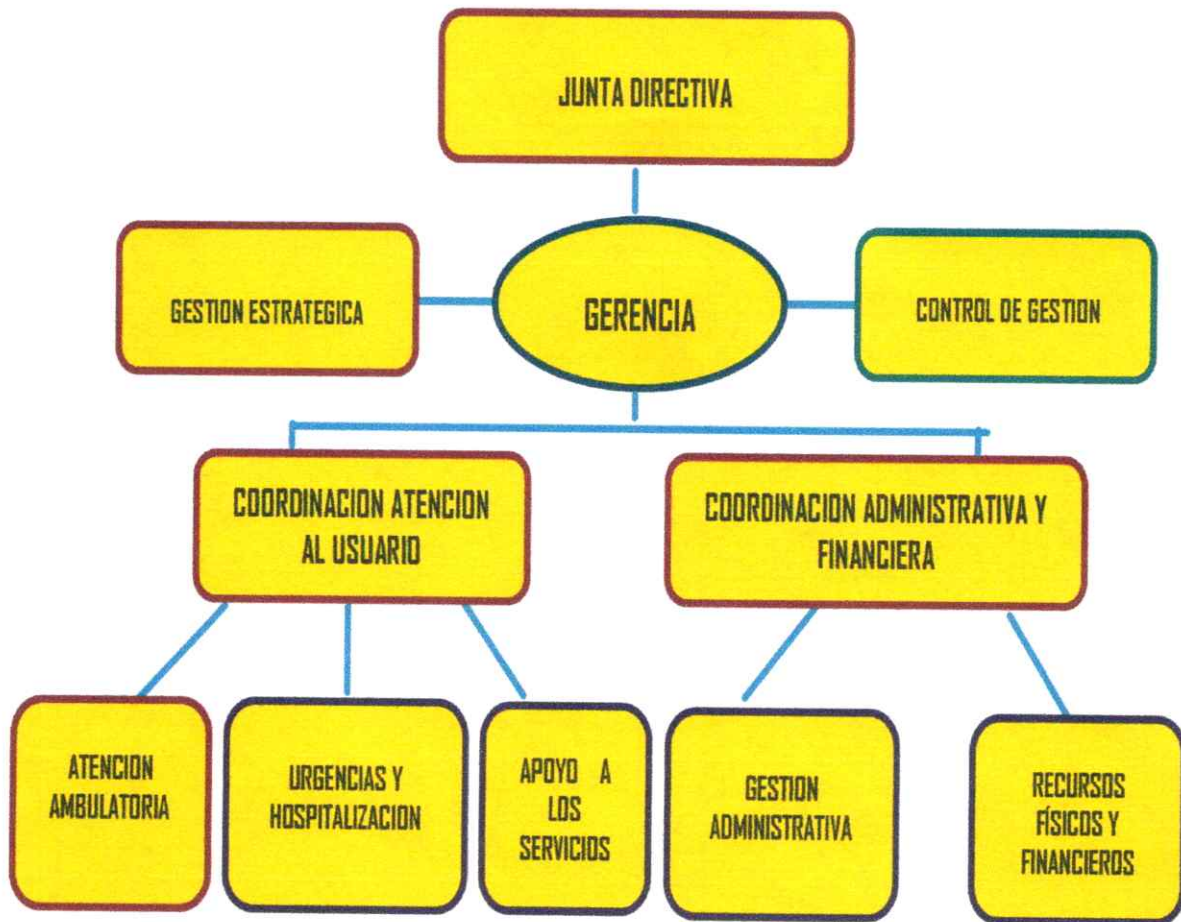 JUNTA DIRECTIVA
GESTION ESTRATEGICA
GERENCIA
CONTROL DE GESTION
COORDINACION ATENCION
AL USUARIO
COORDINACION ADMINISTRATIVA Y
FINANCIERA
ATENCION
AMBULATORIA
URGENCIAS Y
HOSPITALIZACION
APOYO A
LOS
SERVICIOS
GESTION
ADMINISTRATIVA
RECURSOS
FÍSICOS Y
FINANCIEROS